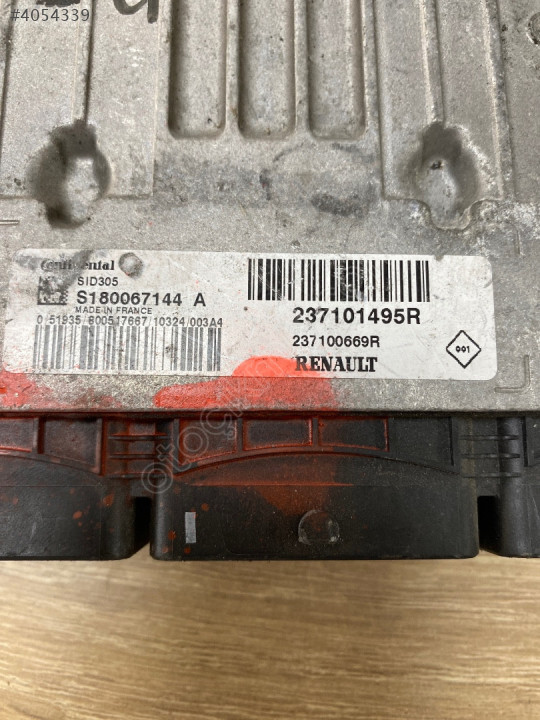 #4054339
Continental
SID305
S180067144 A
MADE IN FRANCE
0 51935 800517667 10324 003A4
237101495R
237100669R
RENAULT
001